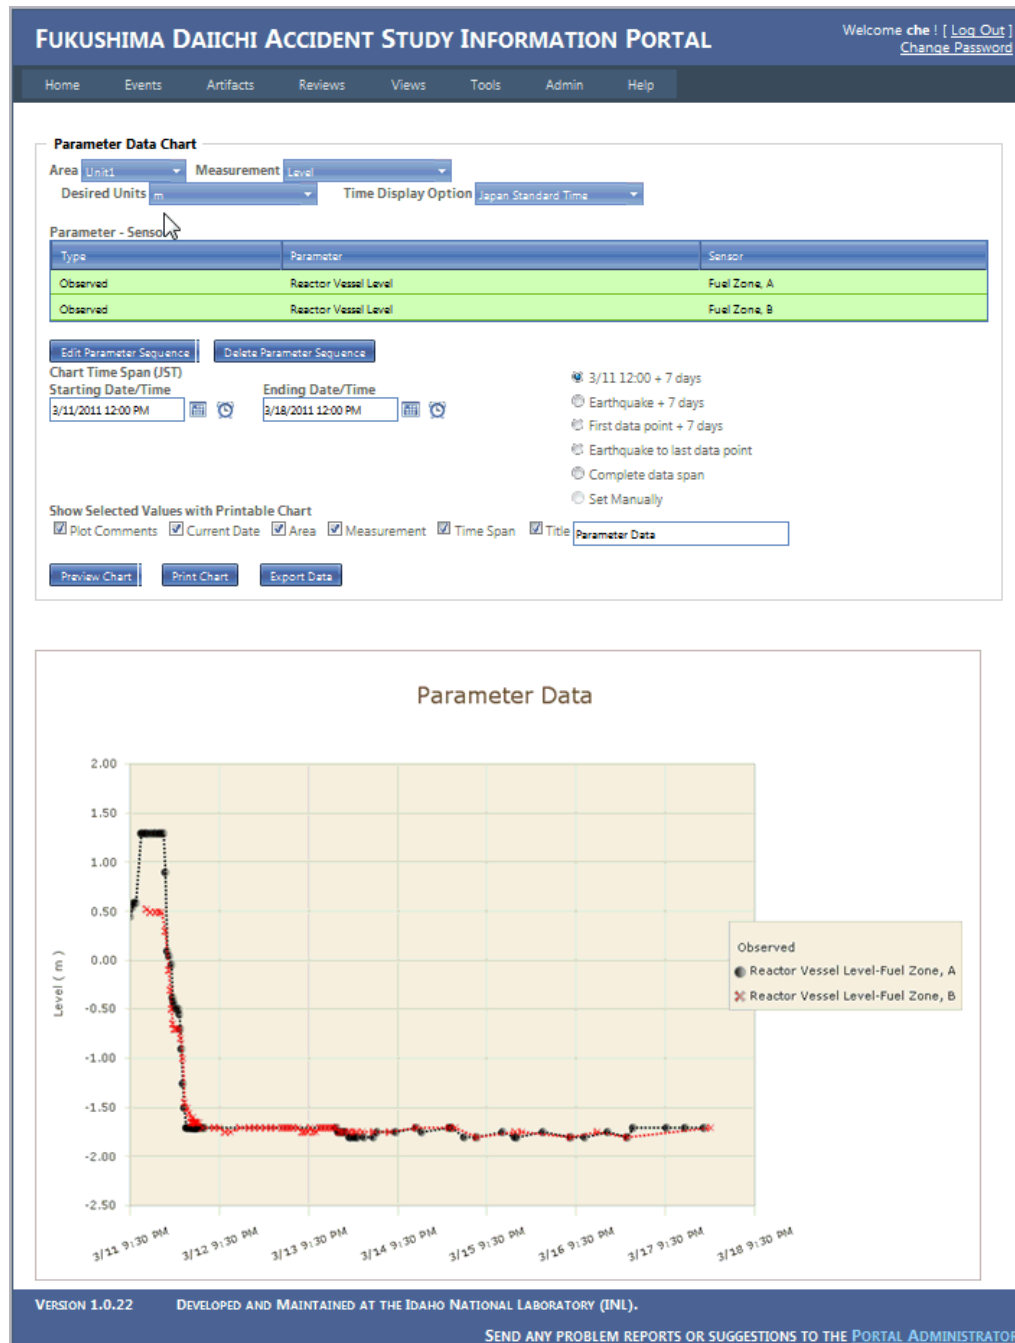 FUKUSHIMA DAIICHI ACCIDENT STUDY INFORMATION PORTAL
Welcome che ! [ Log Out ]
Change Password
Home Events Artifacts Reviews Views Tools Admin Help
Parameter Data Chart
Area Unit1 Measurement Level
Desired Units m Time Display Option Japan Standard Time
Parameter - Senso
Type Parameter Sensor
Observed Reactor Vessel Level Fuel Zone, A
Observed Reactor Vessel Level Fuel Zone, B
Edit Parameter Sequence Delete Parameter Sequence
Chart Time Span (JST)
Starting Date/Time Ending Date/Time
3/11/2011 12:00 PM 3/18/2011 12:00 PM
3/11 12:00 + 7 days
Earthquake + 7 days
First data point + 7 days
Earthquake to last data point
Complete data span
Set Manually
Show Selected Values with Printable Chart
Plot Comments Current Date Area Measurement Time Span Title Parameter Data
Preview Chart Print Chart Export Data
Parameter Data
2.00
1.50
1.00
0.50
0.00
-0.50
-1.00
-1.50
-2.00
-2.50
Level ( m )
Observed
Reactor Vessel Level-Fuel Zone, A
Reactor Vessel Level-Fuel Zone, B
3/11 9:30 PM 3/12 9:30 PM 3/13 9:30 PM 3/14 9:30 PM 3/15 9:30 PM 3/16 9:30 PM 3/17 9:30 PM 3/18 9:30 PM
VERSION 1.0.22 DEVELOPED AND MAINTAINED AT THE IDAHO NATIONAL LABORATORY (INL).
SEND ANY PROBLEM REPORTS OR SUGGESTIONS TO THE PORTAL ADMINISTRATOR